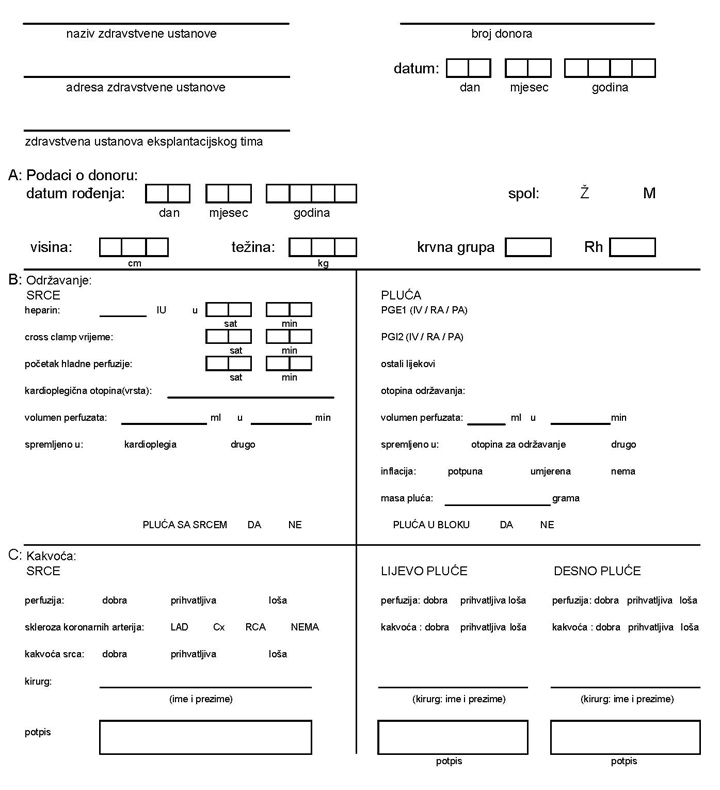 naziv zdravstvene ustanove
broj donora
datum:
dan mjesec godina
adresa zdravstvene ustanove
zdravstvena ustanova eksplantacijskog tima
A: Podaci o donoru:
datum rođenja:
dan mjesec godina
spol: Ž M
visina: težina: krvna grupa Rh
cm kg
B: Održavanje:
SRCE
heparin: IU u
sat min
cross clamp vrijeme:
sat min
početak hladne perfuzije:
sat min
kardioplegična otopina(vrsta):
volumen perfuzata: ml u min
spremljeno u: kardioplegia drugo
PLUĆA SA SRCEM DA NE
PLUĆA
PGE1 (IV / RA / PA)
PGI2 (IV / RA / PA)
ostali lijekovi
otopina održavanja:
volumen perfuzata: ml u min
spremljeno u: otopina za održavanje drugo
inflacija: potpuna umjerena nema
masa pluća: grama
PLUĆA U BLOKU DA NE
C: Kakvoća:
SRCE
perfuzija: dobra prihvatljiva loša
skleroza koronarnih arterija: LAD Cx RCA NEMA
kakvoća srca: dobra prihvatljiva loša
kirurg:
(ime i prezime)
potpis
LIJEVO PLUĆE
perfuzija: dobra prihvatljiva loša
kakvoća : dobra prihvatljiva loša
(kirurg: ime i prezime)
potpis
DESNO PLUĆE
perfuzija: dobra prihvatljiva loša
kakvoća : dobra prihvatljiva loša
(kirurg: ime i prezime)
potpis